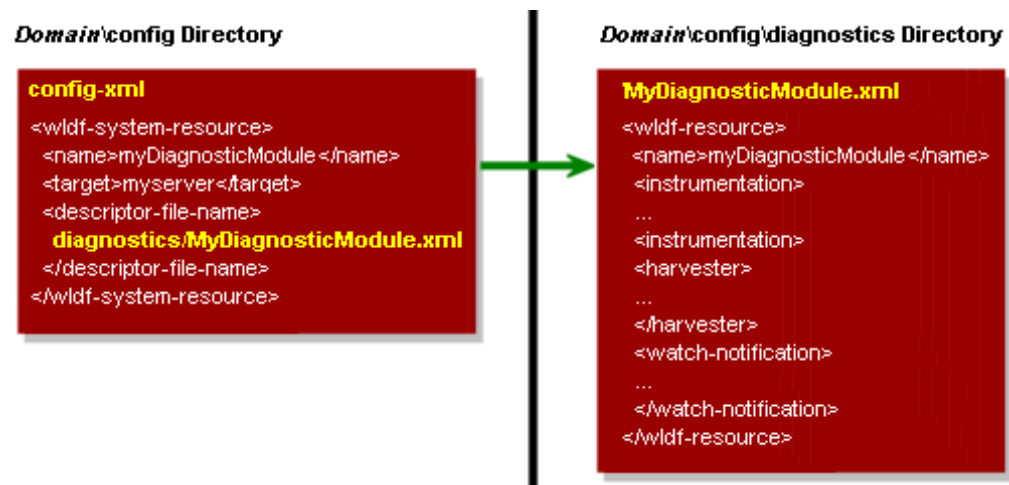 Domain\config Directory
config-xml
<wldf-system-resource>
<name>myDiagnosticModule</name>
<target>myserver</target>
<descriptor-file-name>
diagnostics/MyDiagnosticModule.xml
</descriptor-file-name>
</wldf-system-resource>
Domain\config\diagnostics Directory
MyDiagnosticModule.xml
<wldf-resource>
<name>myDiagnosticModule</name>
<instrumentation>
...
<instrumentation>
<harvester>
...
</harvester>
<watch-notification>
...
</watch-notification>
</wldf-resource>